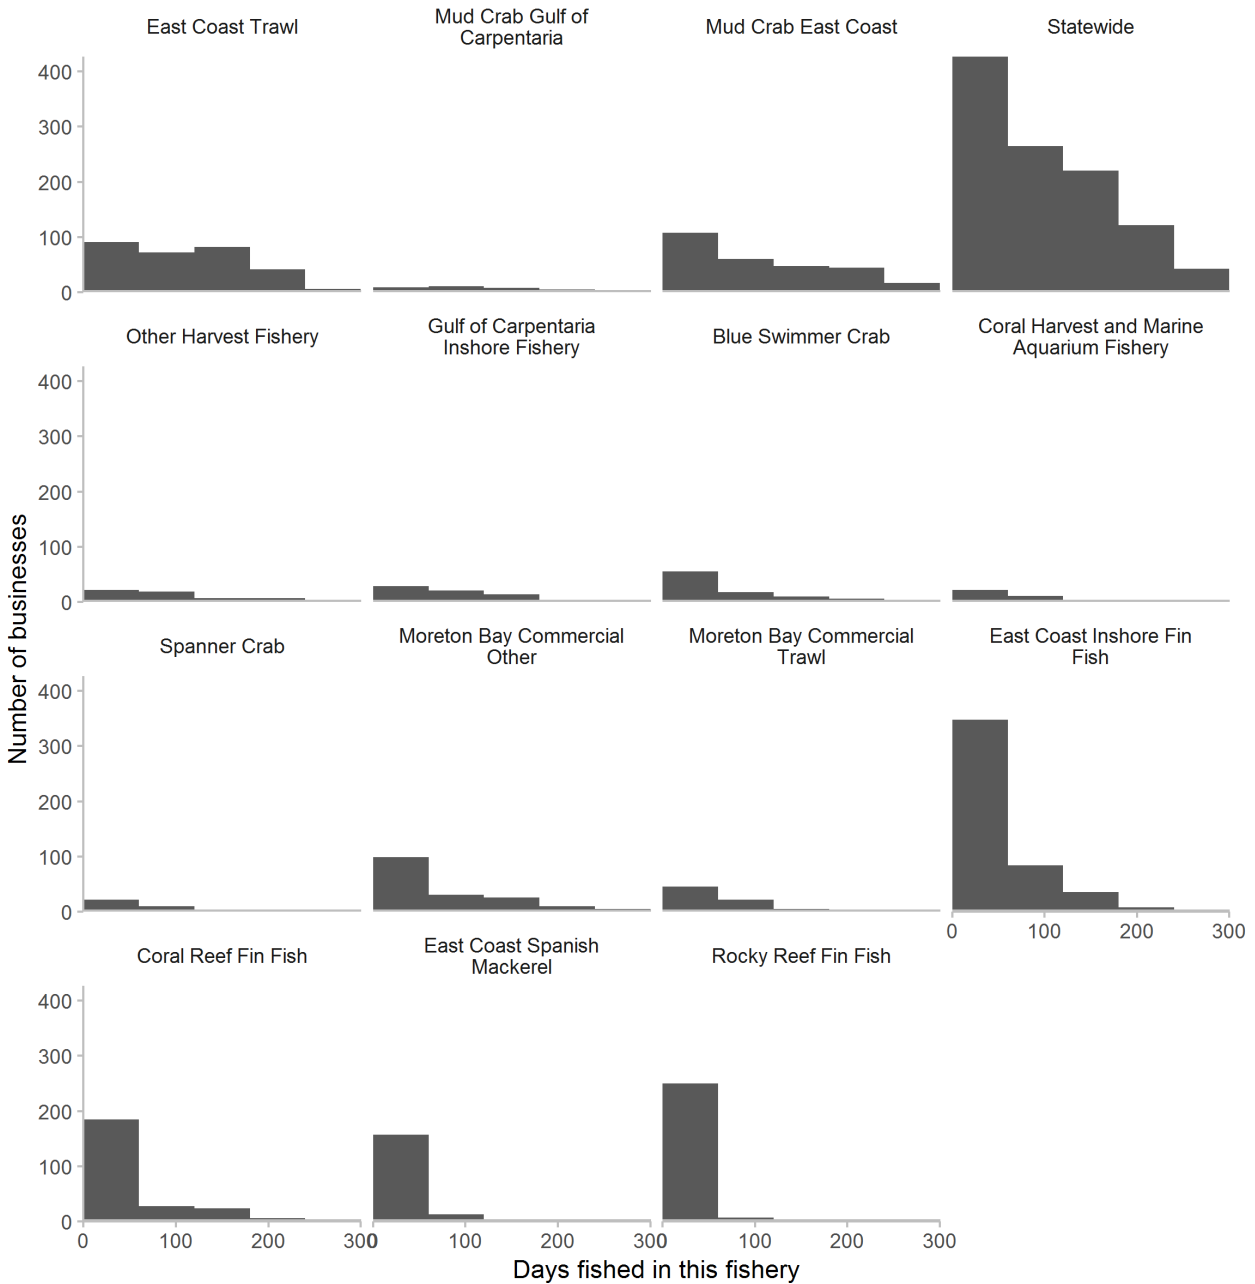 East Coast Trawl
Mud Crab Gulf of
Carpentaria
Mud Crab East Coast
Statewide
400
300
200
100
0
Other Harvest Fishery
Gulf of Carpentaria
Inshore Fishery
Blue Swimmer Crab
Coral Harvest and Marine
Aquarium Fishery
400
300
200
100
0
Spanner Crab
Moreton Bay Commercial
Other
Moreton Bay Commercial
Trawl
East Coast Inshore Fin
Fish
400
300
200
100
0
0 100 200 300
Coral Reef Fin Fish
East Coast Spanish
Mackerel
Rocky Reef Fin Fish
400
300
200
100
0
0 100 200 300
0 100 200 300
0 100 200 300
Days fished in this fishery
Number of businesses